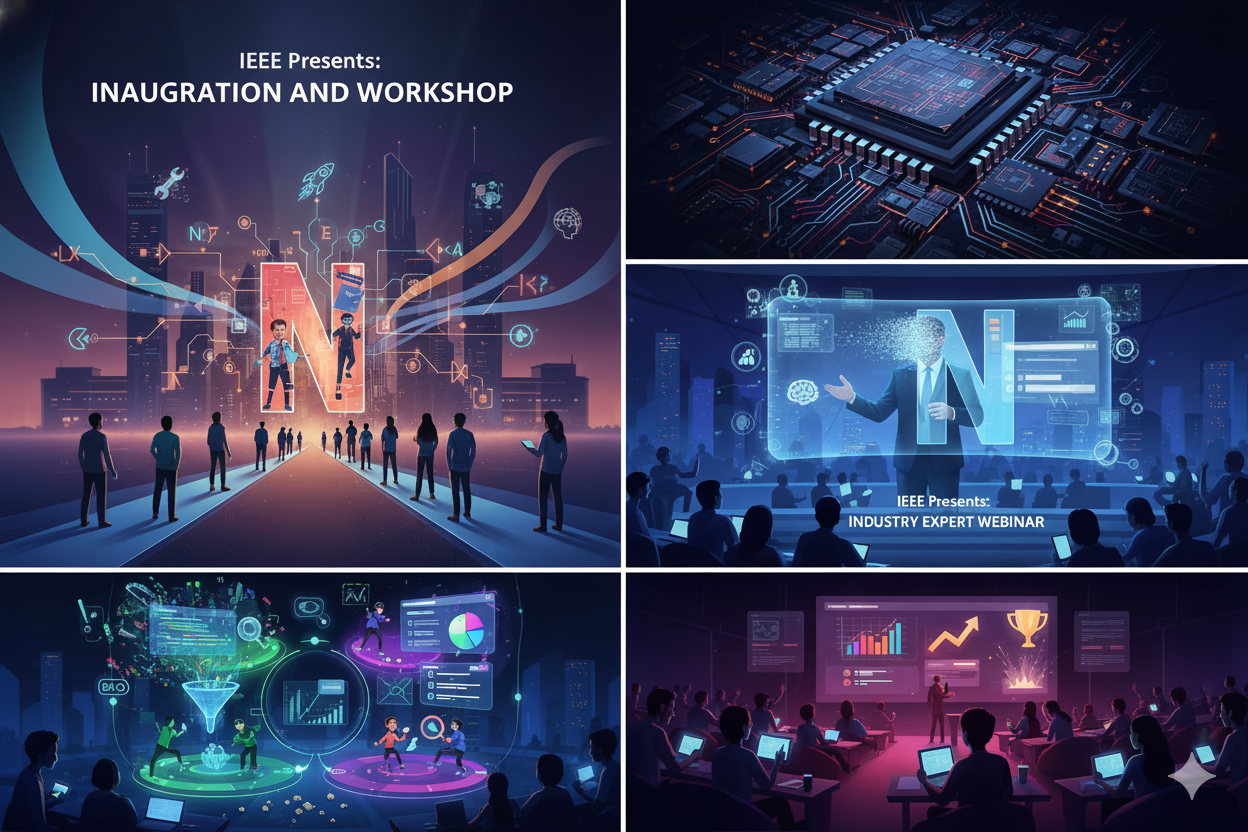 IEEE Presents:
INAUGRATION AND WORKSHOP
N
IEEE Presents:
INDUSTRY EXPERT WEBINAR